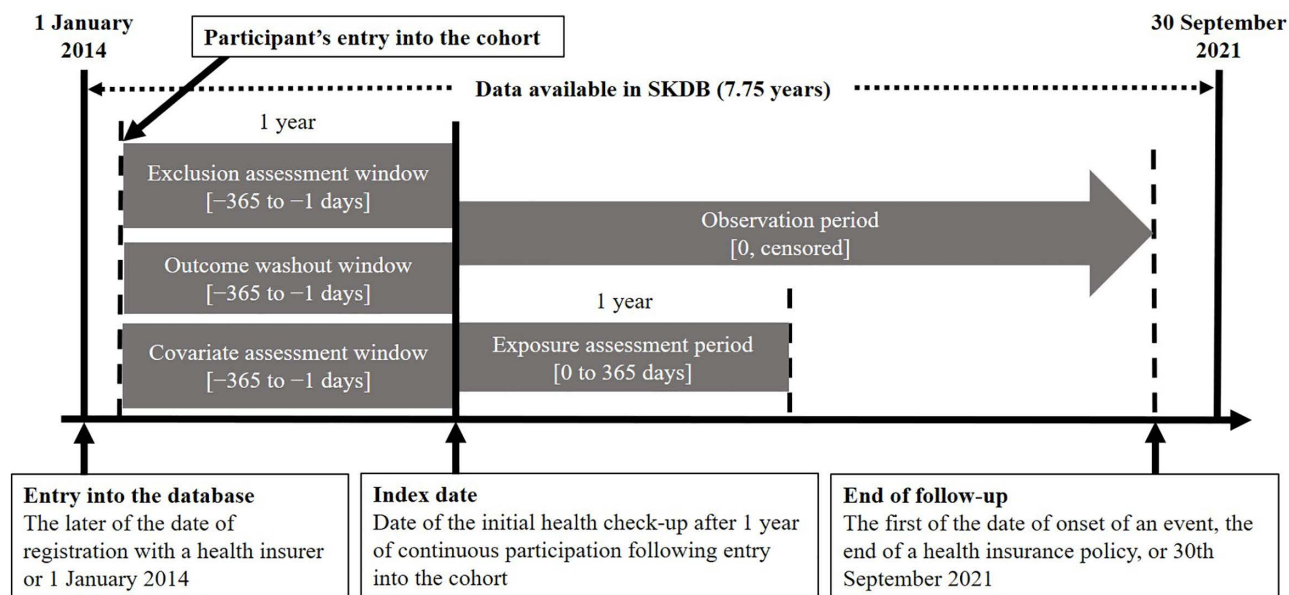 1 January
2014
Participant's entry into the cohort
30 September
2021
Data available in SKDB (7.75 years)
1 year
Exclusion assessment window
[−365 to −1 days]
Observation period
[0, censored]
Outcome washout window
[−365 to −1 days]
1 year
Covariate assessment window
[−365 to −1 days]
Exposure assessment period
[0 to 365 days]
Entry into the database
The later of the date of
registration with a health insurer
or 1 January 2014
Index date
Date of the initial health check-up after 1 year
of continuous participation following entry
into the cohort
End of follow-up
The first of the date of onset of an event, the
end of a health insurance policy, or 30th
September 2021